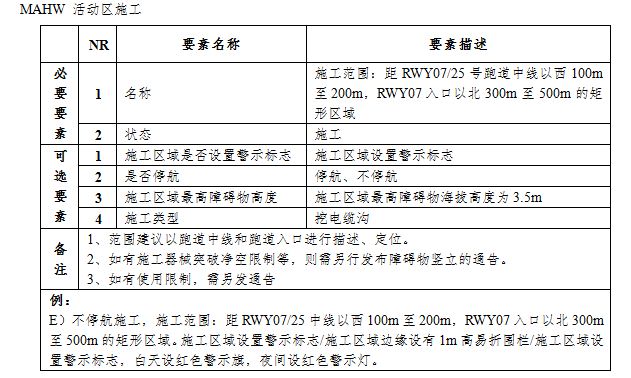 MAHW 活动区施工
NR 要素名称 要素描述
必要要素
1 名称 施工范围：距 RWY07/25 号跑道中线以西 100m
至 200m，RWY07 入口以北 300m 至 500m 的矩
形区域
2 状态 施工
可选要素
1 施工区域是否设置警示标志 施工区域设置警示标志
2 是否停航 停航、不停航
3 施工区域最高障碍物高度 施工区域最高障碍物海拔高度为 3.5m
4 施工类型 挖电缆沟
备注
1、范围建议以跑道中线和跑道入口进行描述、定位。
2、如有施工器械突破净空限制等，则需另行发布障碍物竖立的通告。
3、如有使用限制，需另发通告
例：
E）不停航施工，施工范围：距 RWY07/25 中线以西 100m 至 200m，RWY07 入口以北 300m
至 500m 的矩形区域。施工区域设置警示标志/施工区域边缘设有 1m 高易折围栏/施工区域设
置警示标志，白天设红色警示旗，夜间设红色警示灯。